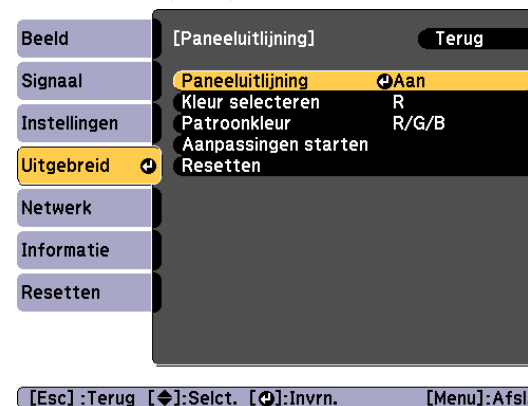 Beeld
Signaal
Instellingen
Uitgebreid
Netwerk
Informatie
Resetten
[Paneeluitlijning] Terug
Paneeluitlijning Aan
Kleur selecteren R
Patroonkleur R/G/B
Aanpassingen starten
Resetten
[Esc] :Terug [ ]:Selct. [ ]:Invrn. [Menu]:Afsl